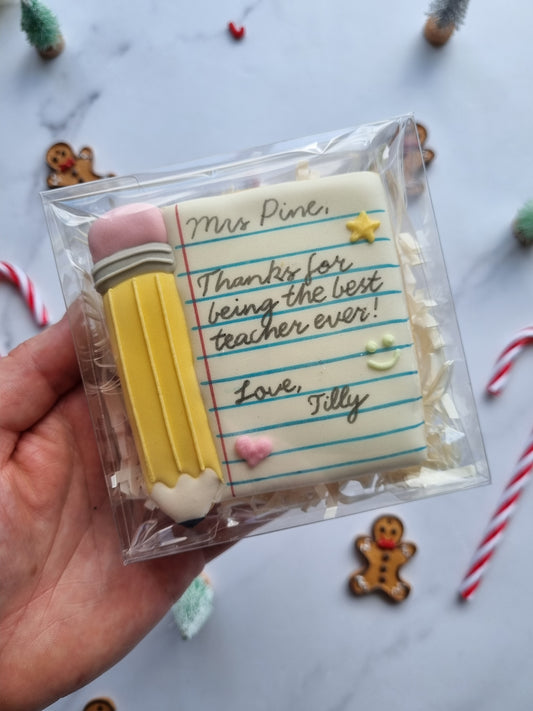 Mrs Pine,
Thanks for
being the best
teacher ever!
Love,
Tilly